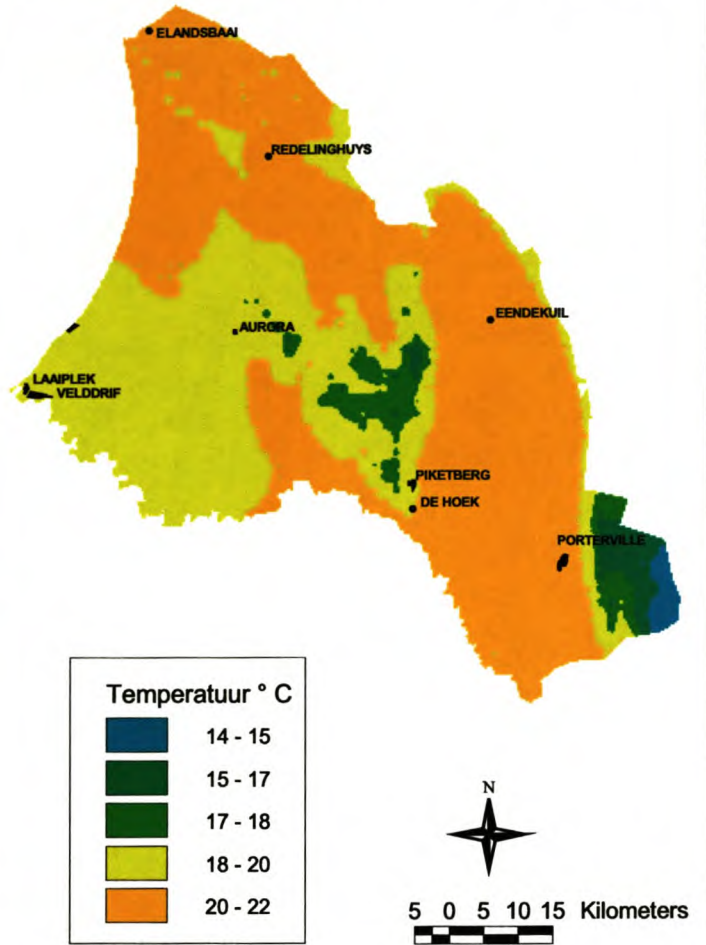 ELANDSBAAI
REDELINGHUYS
EENDEKUIL
AURORA
LAAIPLEK
VELDDRIF
PIKETBERG
DE HOEK
PORTERVILLE
Temperatuur ° C
14 - 15
15 - 17
17 - 18
18 - 20
20 - 22
N
5 0 5 10 15 Kilometers